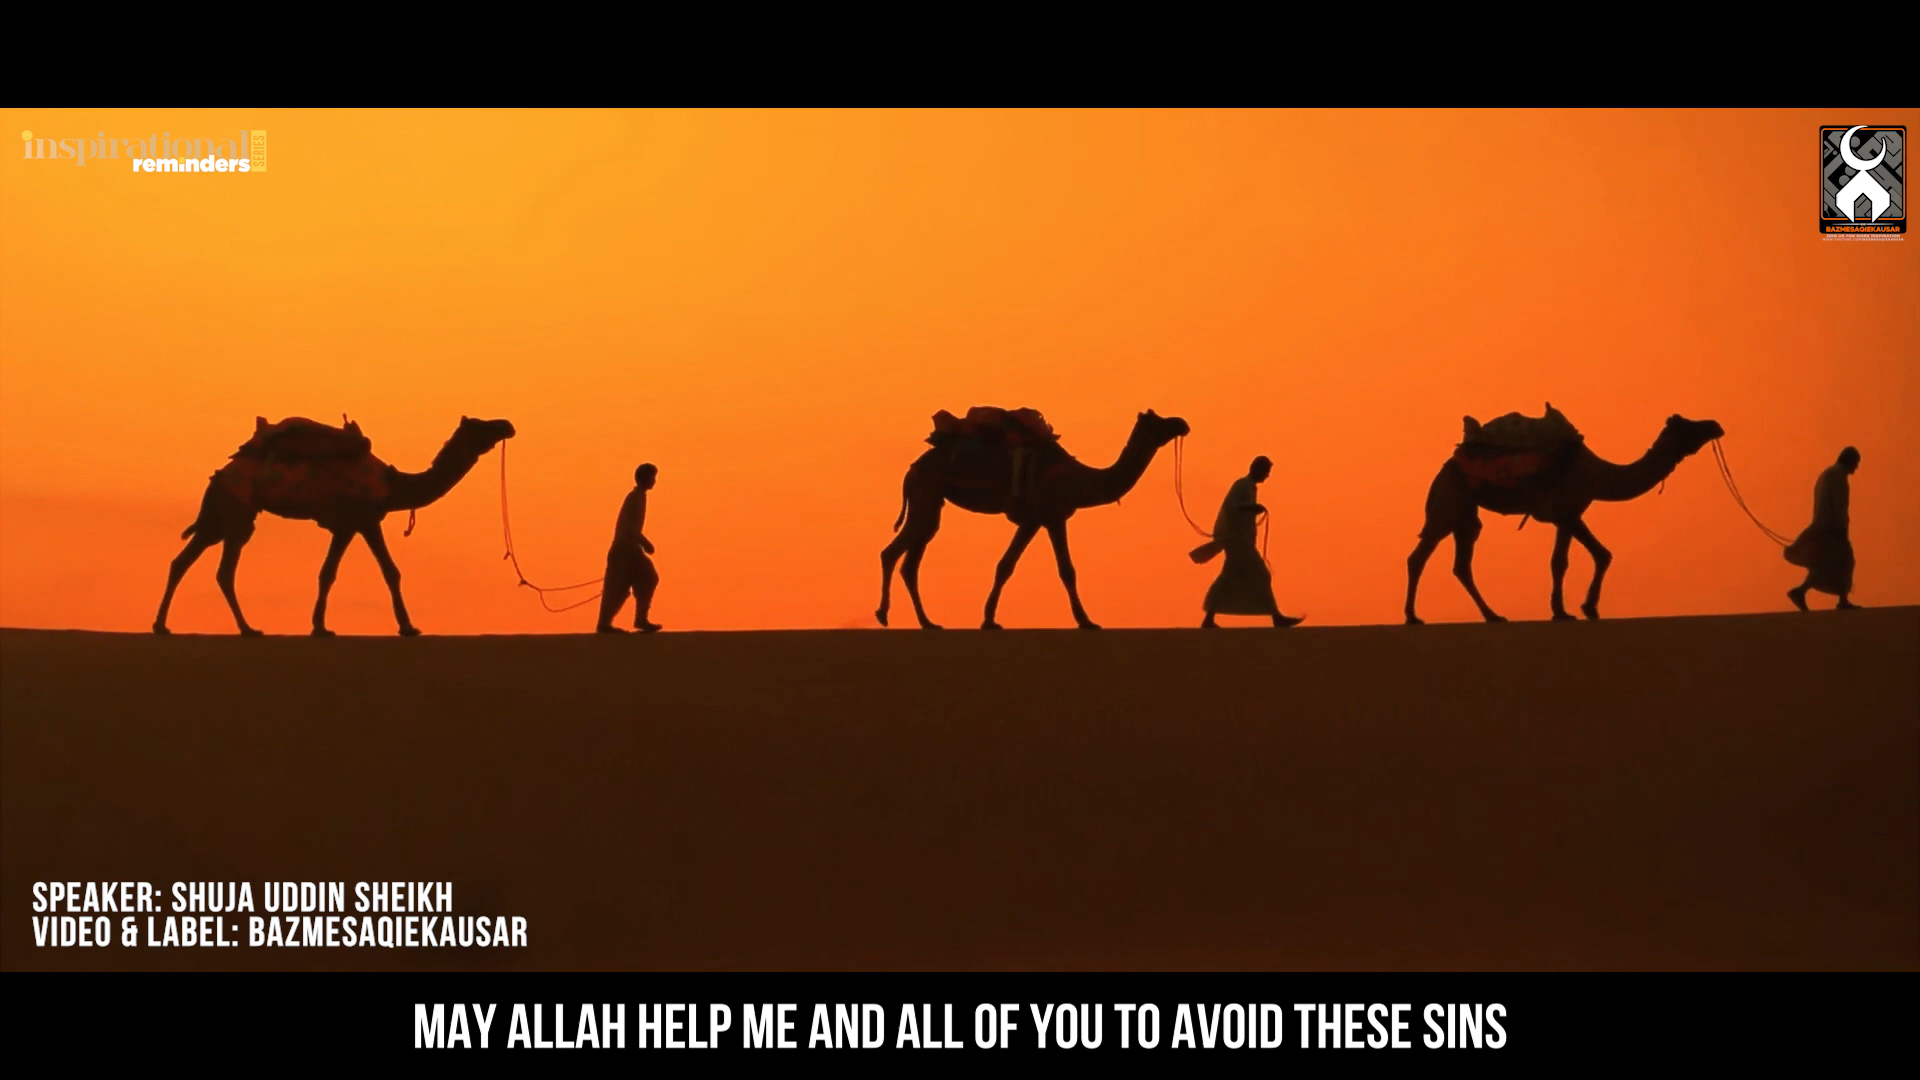 inspirational
reminders
SERIES
BAZMESAQIEKAUSAR
SPEAKER: SHUJA UDDIN SHEIKH
VIDEO & LABEL: BAZMESAQIEKAUSAR
MAY ALLAH HELP ME AND ALL OF YOU TO AVOID THESE SINS